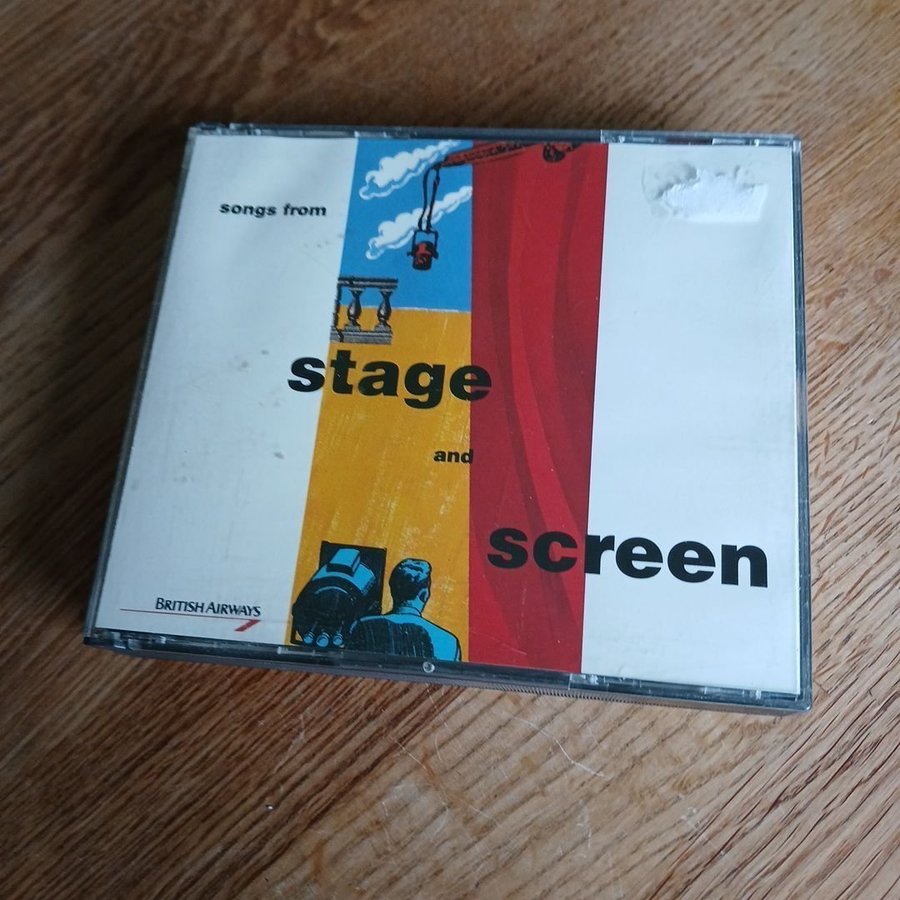 songs from
stage
and
screen
BRITISH AIRWAYS